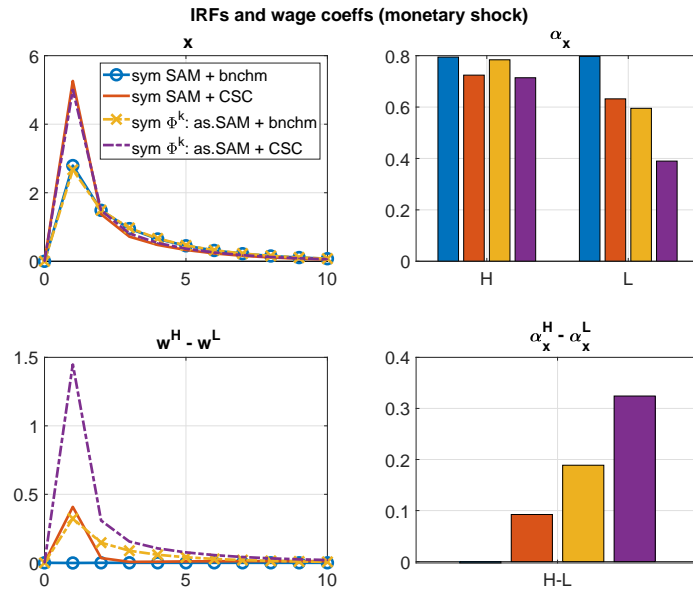 IRFs and wage coeffs (monetary shock)
x
6
4
2
0
0 5 10
sym SAM + bnchm
sym SAM + CSC
sym Φ^k: as.SAM + bnchm
sym Φ^k: as.SAM + CSC
α_x
0.8
0.6
0.4
0.2
0
H L
w^H - w^L
1.5
1
0.5
0
0 5 10
α_x^H - α_x^L
0.4
0.3
0.2
0.1
0
H-L